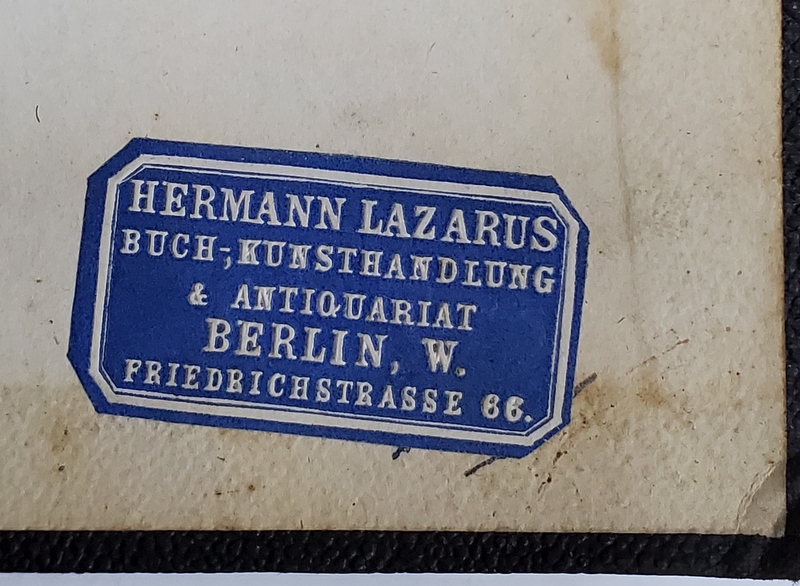 HERMANN LAZARUS
BUCH-, KUNSTHANDLUNG
& ANTIQUARIAT
BERLIN, W.
FRIEDRICHSTRASSE 66.